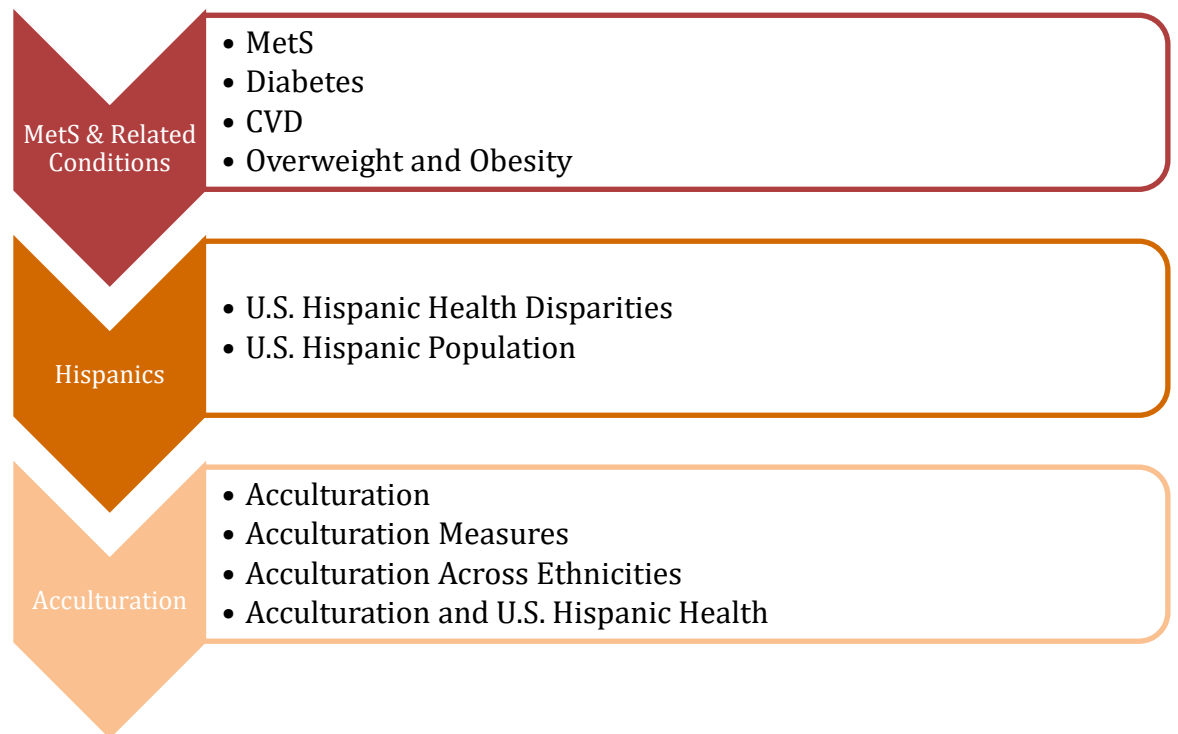 MetS & Related
Conditions
• MetS
• Diabetes
• CVD
• Overweight and Obesity
Hispanics
• U.S. Hispanic Health Disparities
• U.S. Hispanic Population
Acculturation
• Acculturation
• Acculturation Measures
• Acculturation Across Ethnicities
• Acculturation and U.S. Hispanic Health